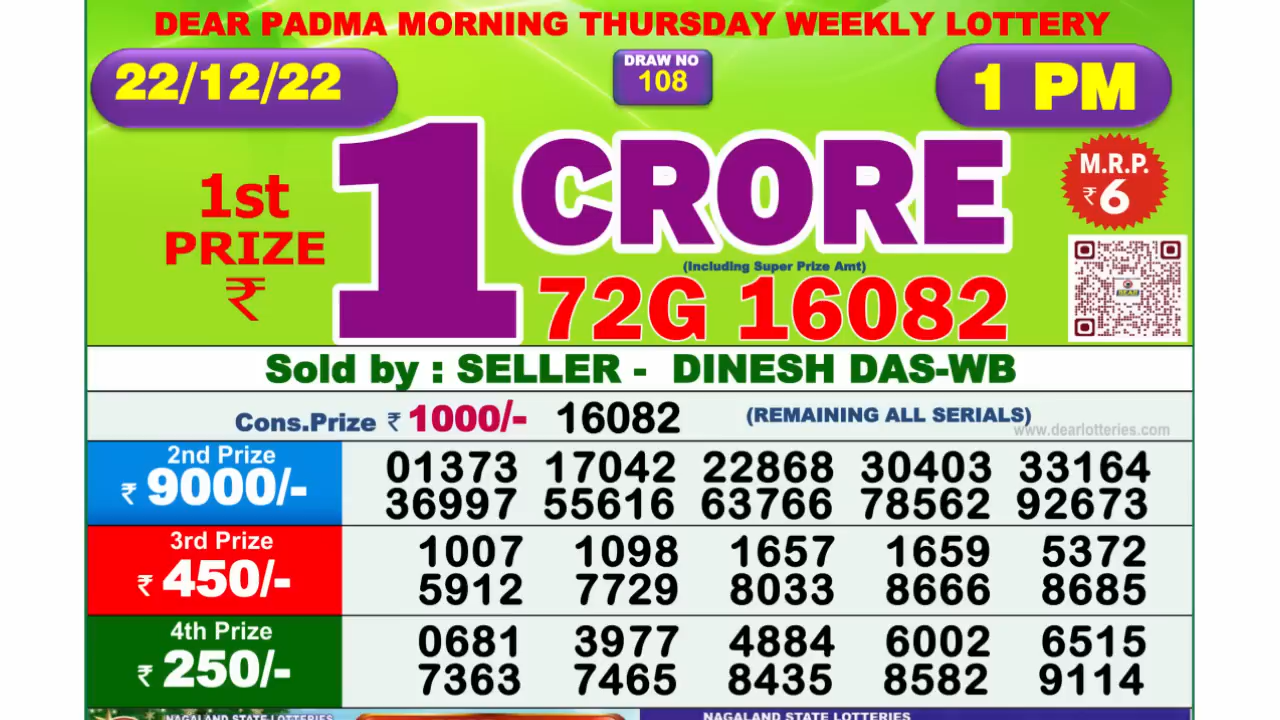 DEAR PADMA MORNING THURSDAY WEEKLY LOTTERY
22/12/22
DRAW NO
108
1 PM
1st
PRIZE
₹
1 CRORE
(Including Super Prize Amt)
72G 16082
M.R.P.
₹ 6
DEAR
Sold by : SELLER - DINESH DAS-WB
Cons.Prize ₹ 1000/- 16082 (REMAINING ALL SERIALS)
www.dearlotteries.com
2nd Prize
₹ 9000/-
01373 17042 22868 30403 33164
36997 55616 63766 78562 92673
3rd Prize
₹ 450/-
1007 1098 1657 1659 5372
5912 7729 8033 8666 8685
4th Prize
₹ 250/-
0681 3977 4884 6002 6515
7363 7465 8435 8582 9114
NAGALAND STATE LOTTERIES
NAGALAND STATE LOTTERIES